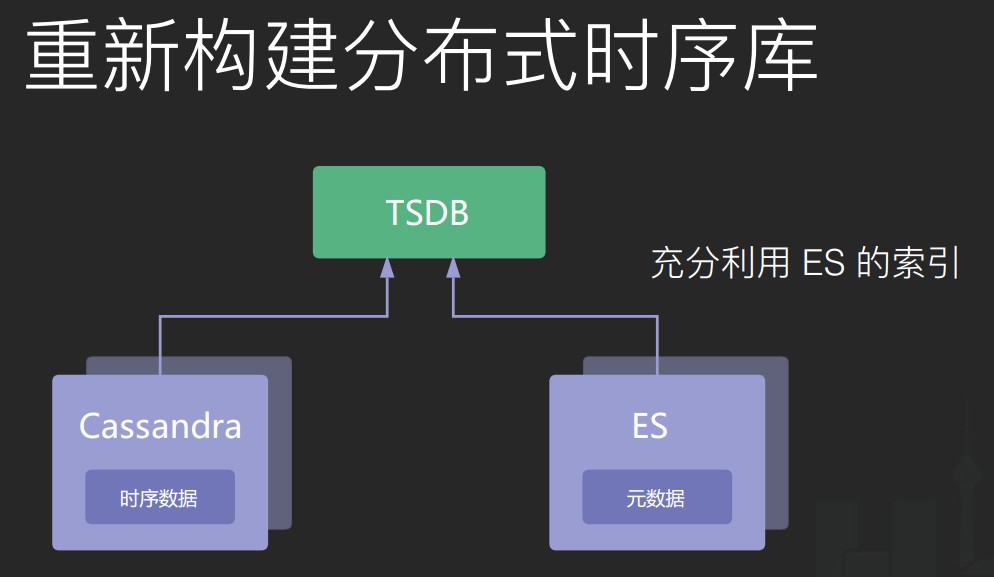 重新构建分布式时序库
TSDB
充分利用 ES 的索引
Cassandra
ES
时序数据
元数据